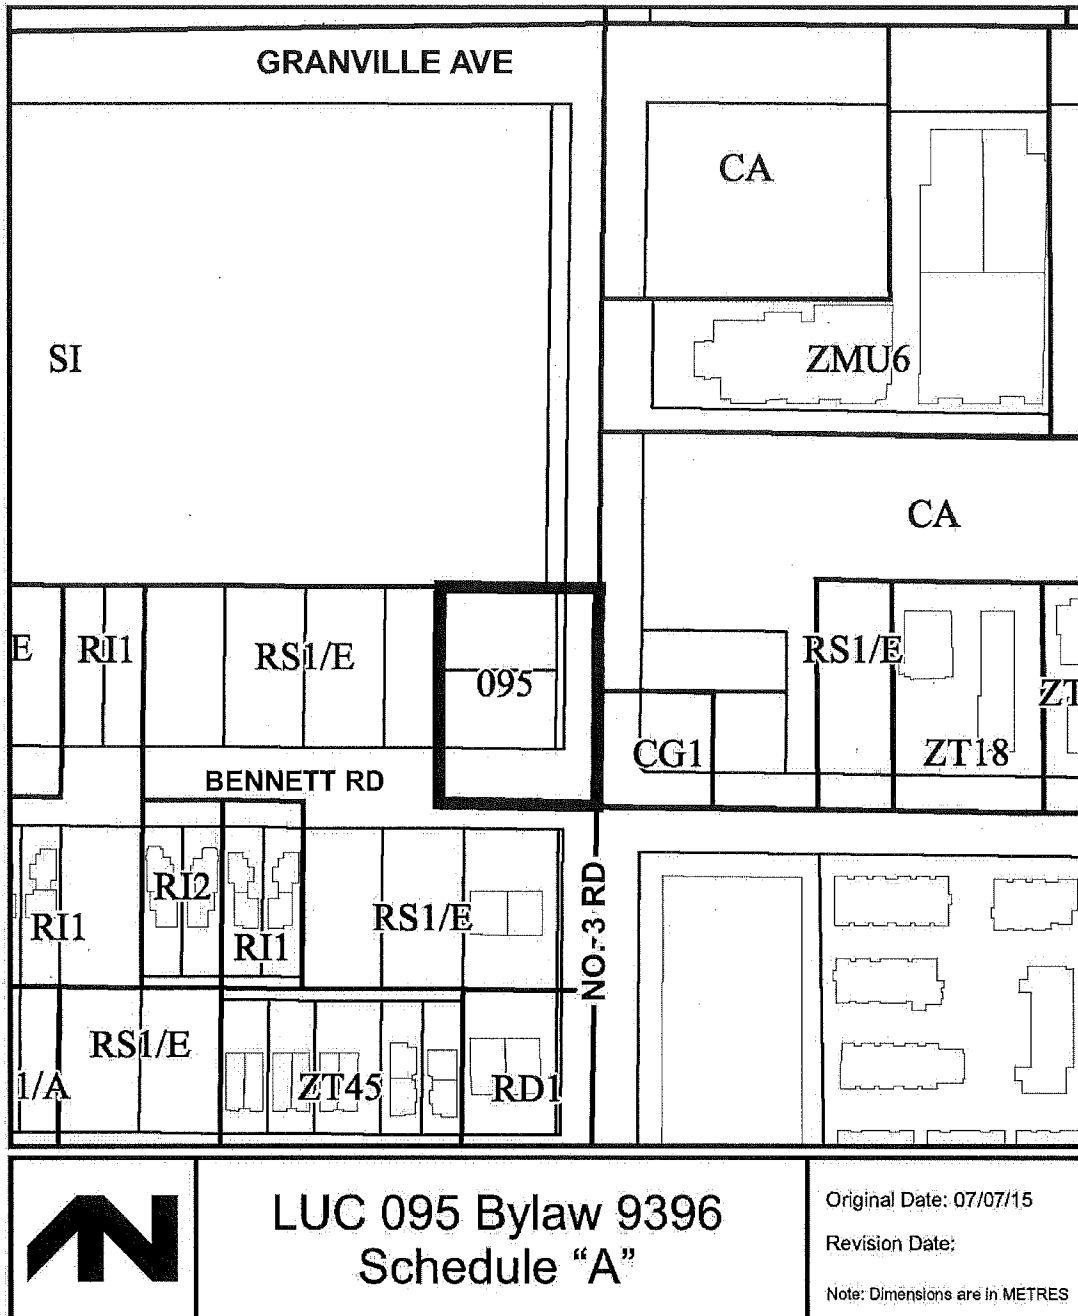 GRANVILLE AVE
CA
SI
ZMU6
CA
E
RI1
RS1/E
095
RS1/E
ZT
CG1
ZT18
BENNETT RD
RI2
RI1
RS1/E
RI1
NO. 3 RD
RS1/E
1/A
ZT45
RD1
LUC 095 Bylaw 9396
Schedule “A”
Original Date: 07/07/15
Revision Date:
Note: Dimensions are in METRES